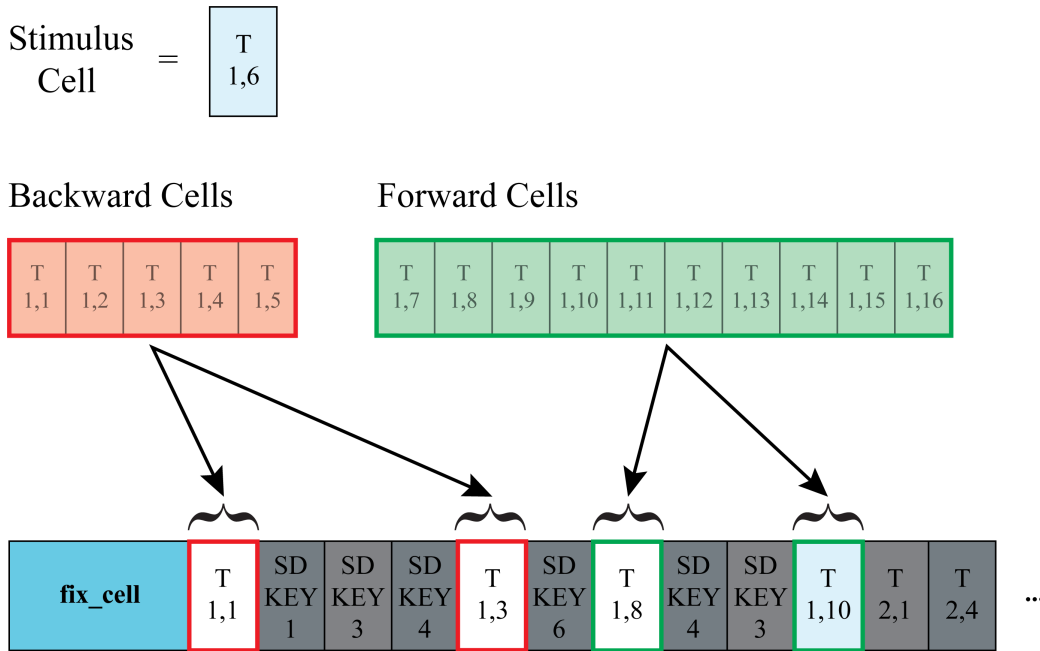 Stimulus
Cell
=
T
1,6
Backward Cells
Forward Cells
T T T T T T T T T T T T T T T
1,1 1,2 1,3 1,4 1,5 1,7 1,8 1,9 1,10 1,11 1,12 1,13 1,14 1,15 1,16
fix_cell
T
1,1
SD
KEY
1
SD
KEY
3
SD
KEY
4
T
1,3
SD
KEY
6
T
1,8
SD
KEY
4
SD
KEY
3
T
1,10
T
2,1
T
2,4
...